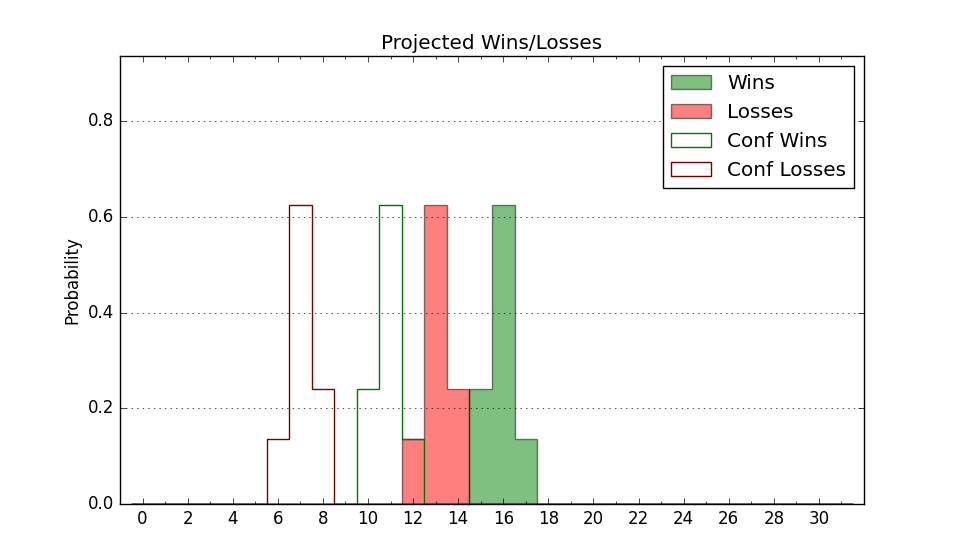 Projected Wins/Losses
Wins
Losses
Conf Wins
Conf Losses
Probability
0.8
0.6
0.4
0.2
0.0
0 2 4 6 8 10 12 14 16 18 20 22 24 26 28 30